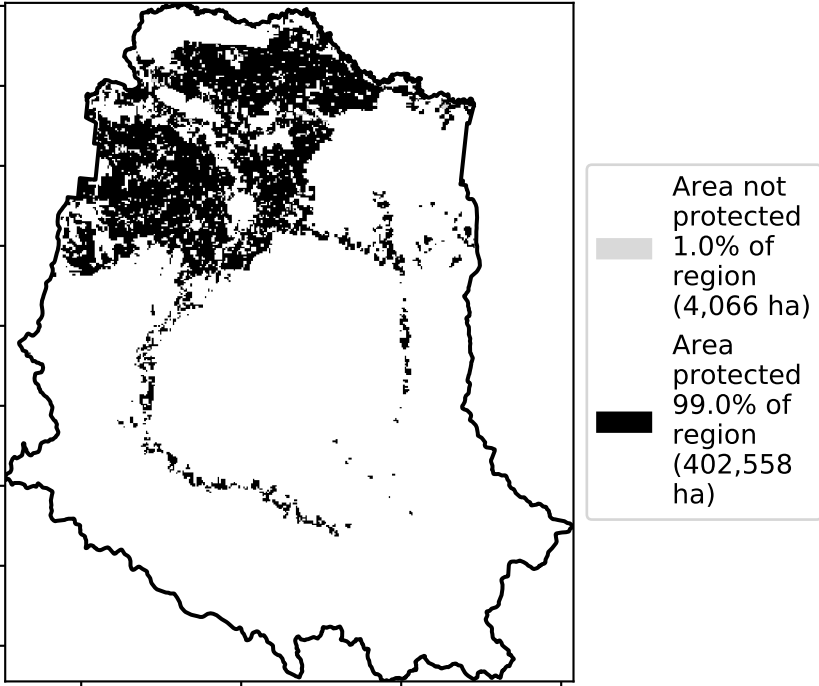 Area not
protected
1.0% of
region
(4,066 ha)
Area
protected
99.0% of
region
(402,558
ha)